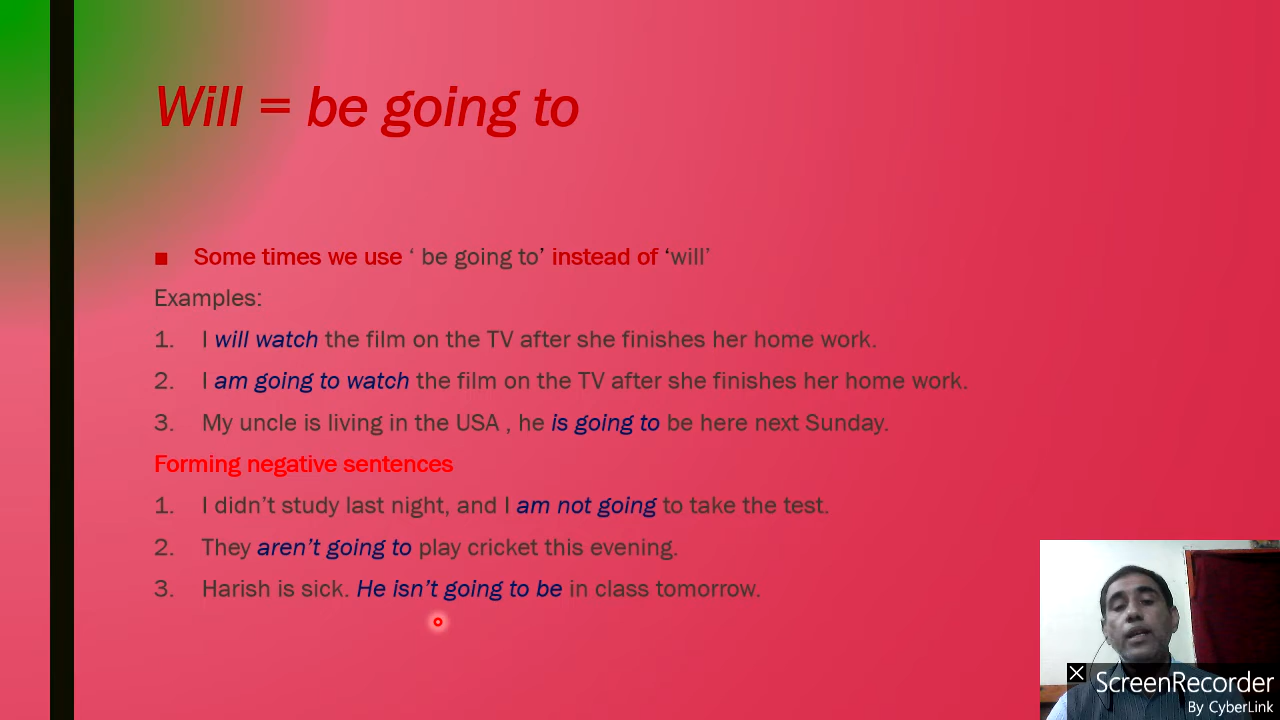 Will = be going to
■ Some times we use ‘ be going to’ instead of ‘will’
Examples:
1. I will watch the film on the TV after she finishes her home work.
2. I am going to watch the film on the TV after she finishes her home work.
3. My uncle is living in the USA , he is going to be here next Sunday.
Forming negative sentences
1. I didn’t study last night, and I am not going to take the test.
2. They aren’t going to play cricket this evening.
3. Harish is sick. He isn’t going to be in class tomorrow.
ScreenRecorder
By CyberLink